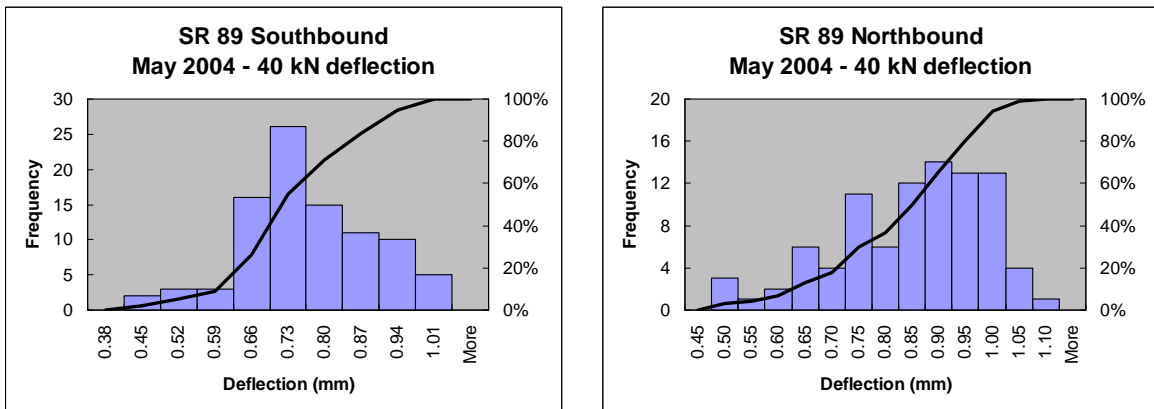 SR 89 Southbound
May 2004 - 40 kN deflection
30
25
20
15
10
5
0
Frequency
100%
80%
60%
40%
20%
0%
0.38 0.45 0.52 0.59 0.66 0.73 0.80 0.87 0.94 1.01 More
Deflection (mm)
SR 89 Northbound
May 2004 - 40 kN deflection
20
16
12
8
4
0
Frequency
100%
80%
60%
40%
20%
0%
0.45 0.50 0.55 0.60 0.65 0.70 0.75 0.80 0.85 0.90 0.95 1.00 1.05 1.10 More
Deflection (mm)